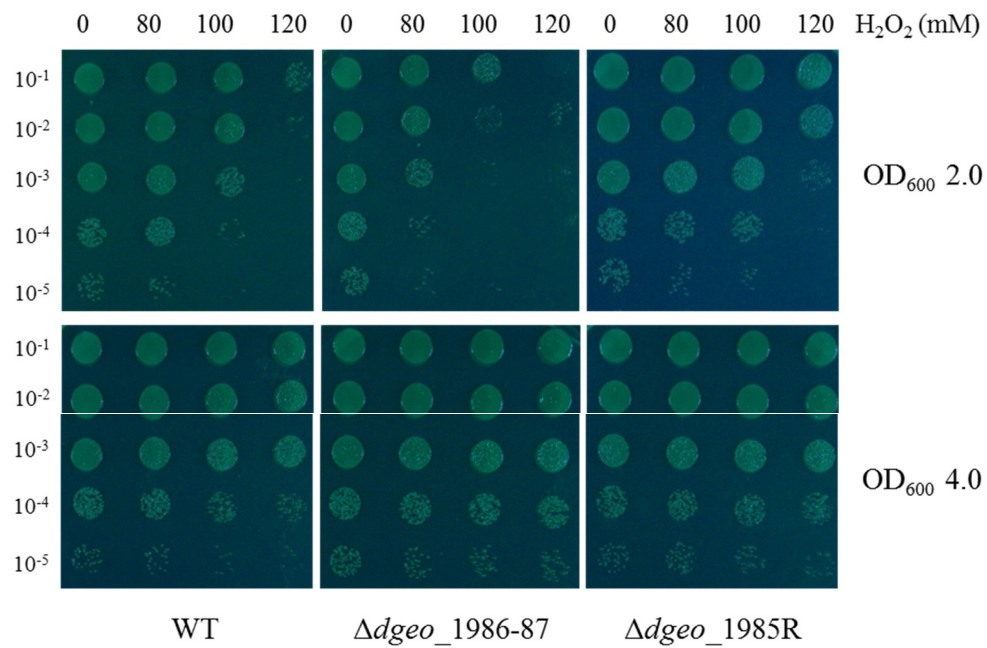 0 80 100 120 0 80 100 120 0 80 100 120 H₂O₂ (mM)
10⁻¹
10⁻²
10⁻³
10⁻⁴
10⁻⁵
OD₆₀₀ 2.0
10⁻¹
10⁻²
10⁻³
10⁻⁴
10⁻⁵
OD₆₀₀ 4.0
WT Δdgeo_1986-87 Δdgeo_1985R